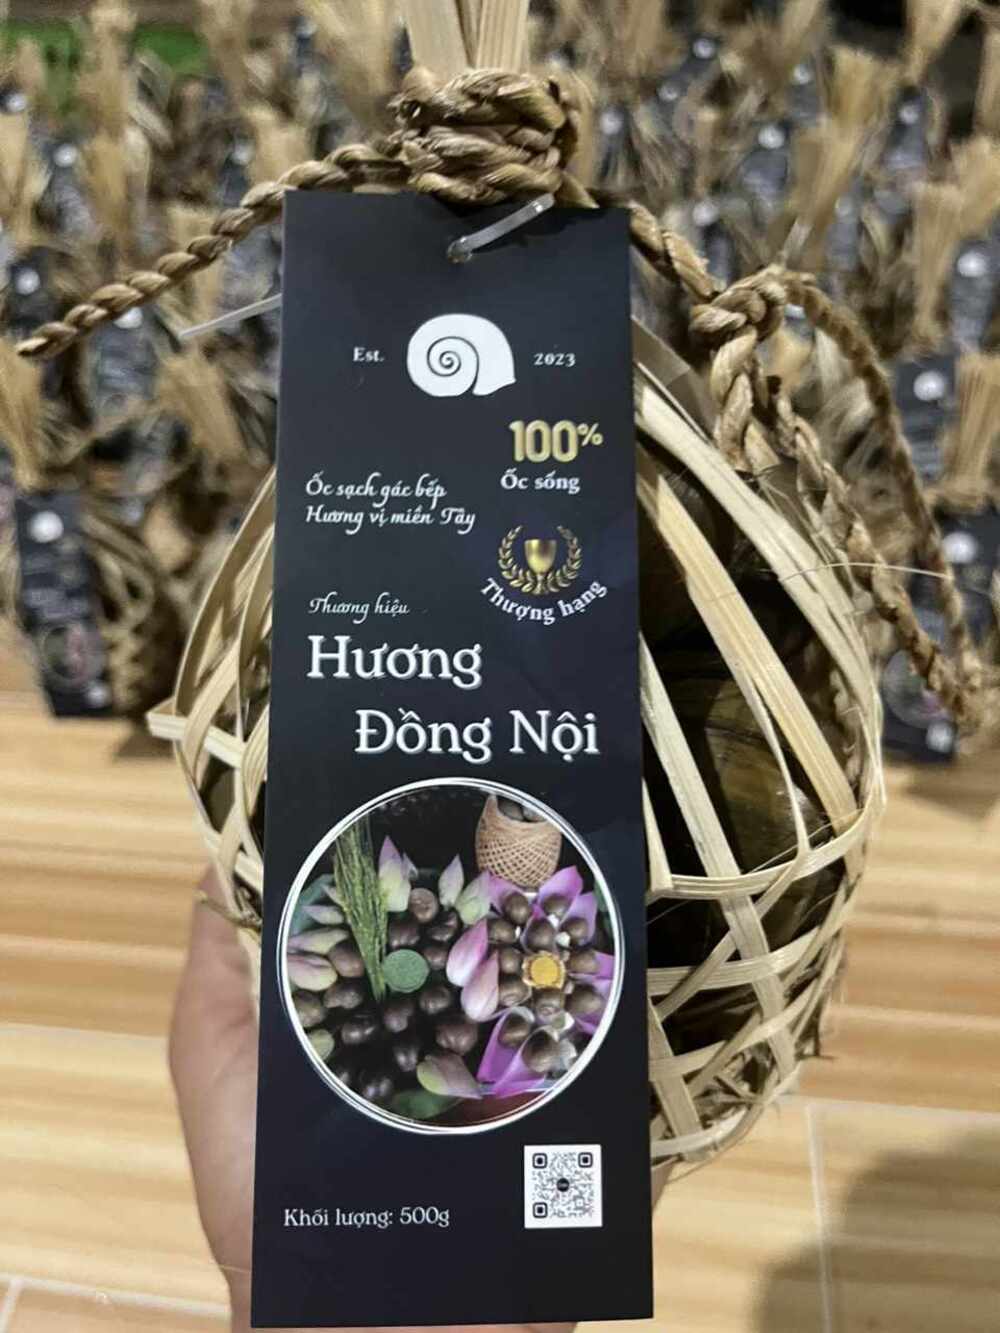 Est.
2023
100%
Ốc sống
Ốc sạch gác bếp
Hương vị miền Tây
Thượng hạng
Thương hiệu
Hương
Đồng Nội
Khối lượng: 500g